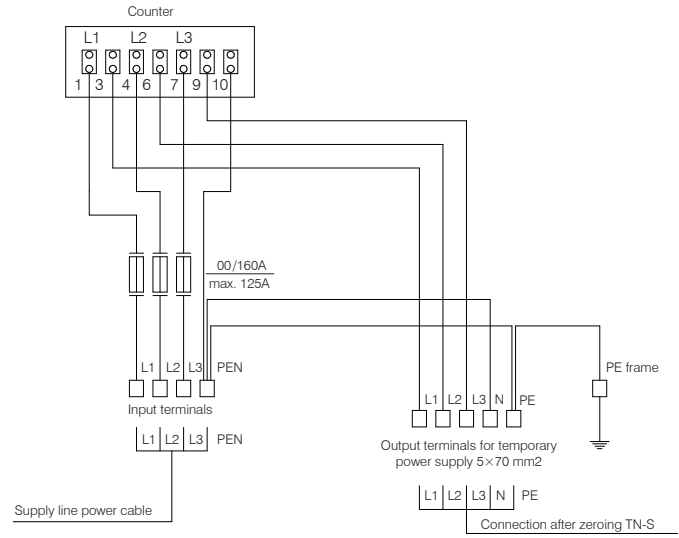 Counter
L1 L2 L3
1 3 4 6 7 9 10
00/160A
max. 125A
L1 L2 L3 PEN
PE frame
Input terminals
L1 L2 L3 N PE
L1 L2 L3 PEN
Output terminals for temporary
power supply 5×70 mm2
L1 L2 L3 N PE
Supply line power cable
Connection after zeroing TN-S